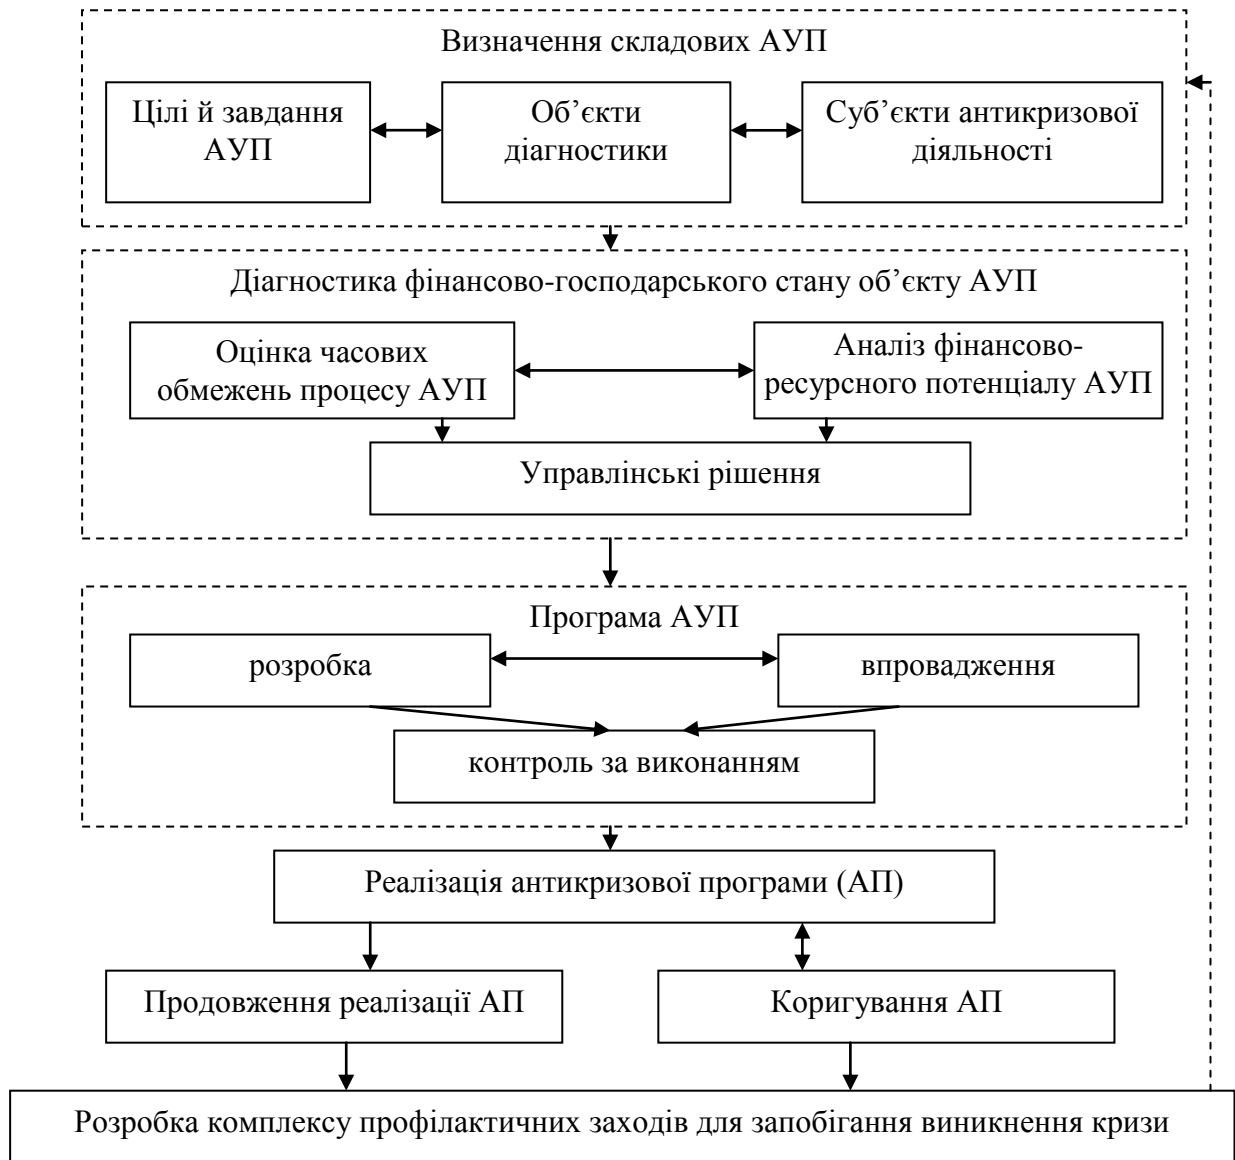 Визначення складових АУП
Цілі й завдання
АУП
Об’єкти
діагностики
Суб’єкти антикризової
діяльності
Діагностика фінансово-господарського стану об’єкту АУП
Оцінка часових
обмежень процесу АУП
Аналіз фінансово-
ресурсного потенціалу АУП
Управлінські рішення
Програма АУП
розробка
впровадження
контроль за виконанням
Реалізація антикризової програми (АП)
Продовження реалізації АП
Коригування АП
Розробка комплексу профілактичних заходів для запобігання виникнення кризи